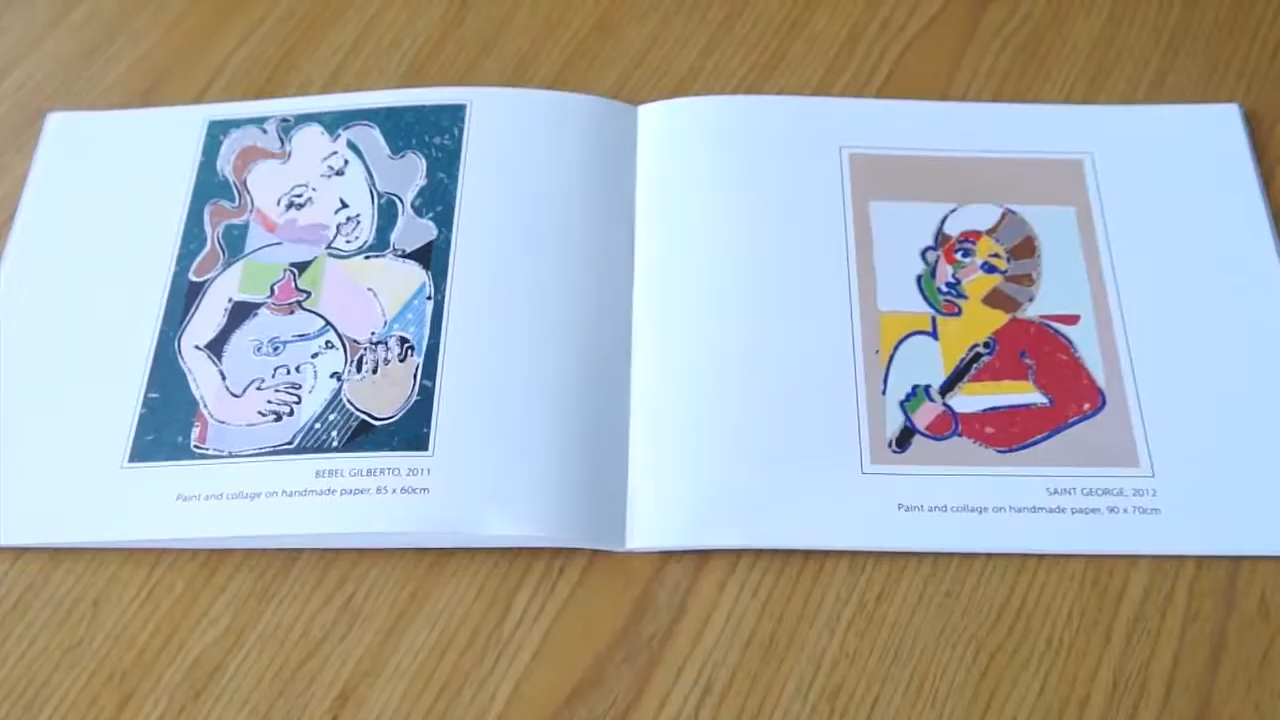 BEBEL GILBERTO, 2011
Paint and collage on handmade paper, 85 x 60cm
SAINT GEORGE, 2012
Paint and collage on handmade paper, 90 x 70cm